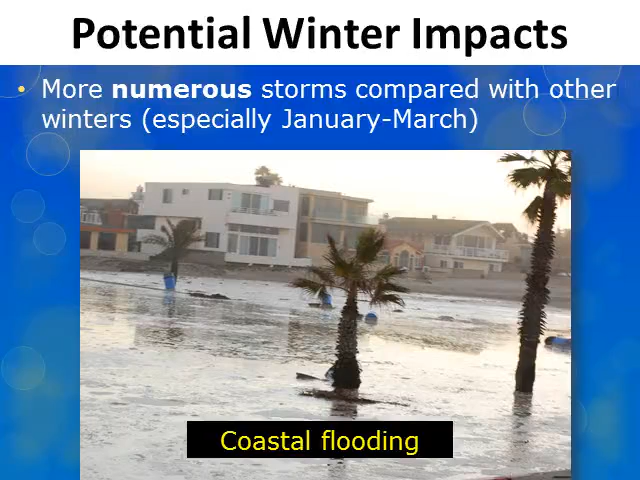 Potential Winter Impacts
• More numerous storms compared with other
winters (especially January-March)
Coastal flooding